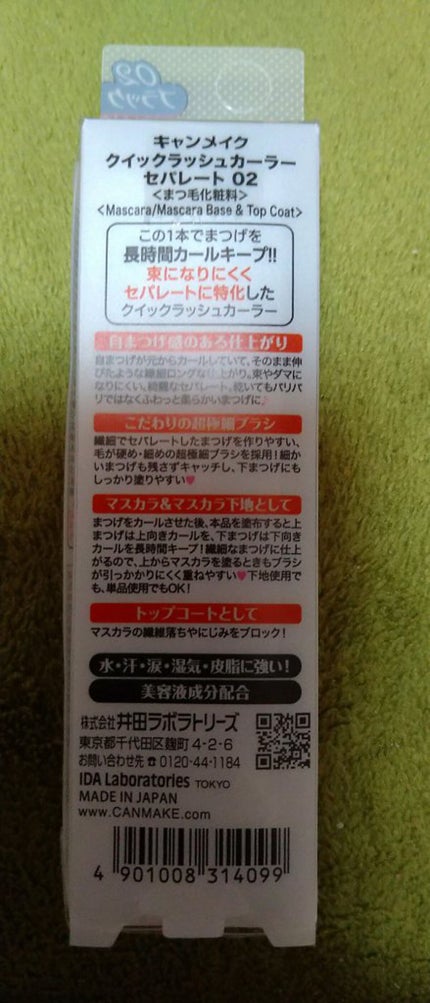 02
ブラック
キャンメイク
クイックラッシュカーラー
セパレート 02
<まつ毛化粧料>
<Mascara/Mascara Base & Top Coat>
この1本でまつげを
長時間カールキープ!!
束になりにくく
セパレートに特化した
クイックラッシュカーラー
自まつげ感のある仕上がり
自まつげが元からカールしていて、そのまま伸
びたような繊細ロングな仕上がり。束やダマに
なりにくい、綺麗なセパレート。乾いてもパリパ
リではなくふわっと柔らかいまつげに♪
こだわりの超極細ブラシ
繊細でセパレートしたまつげを作りやすい、
毛が硬め・細めの超極細ブラシを採用!細か
いまつげも残さずキャッチし、下まつげにも
しっかり塗りやすい♥
マスカラ&マスカラ下地として
まつげをカールさせた後、本品を塗布すると上
まつげは上向きカールを、下まつげは下向き
カールを長時間キープ!繊細なまつげに仕上
がるので、上からマスカラを塗るときもブラシ
が引っかかりにくく重ねやすい♥下地使用で
も、単品使用でもOK!
トップコートとして
マスカラの繊維落ちやにじみをブロック!
水・汗・涙・湿気・皮脂に強い!
美容液成分配合
株式会社 井田ラボラトリーズ
東京都千代田区麹町4-2-6
お問い合わせ先 ☎ 0120-44-1184
IDA Laboratories TOKYO
MADE IN JAPAN
www.CANMAKE.com
4 901008 314099